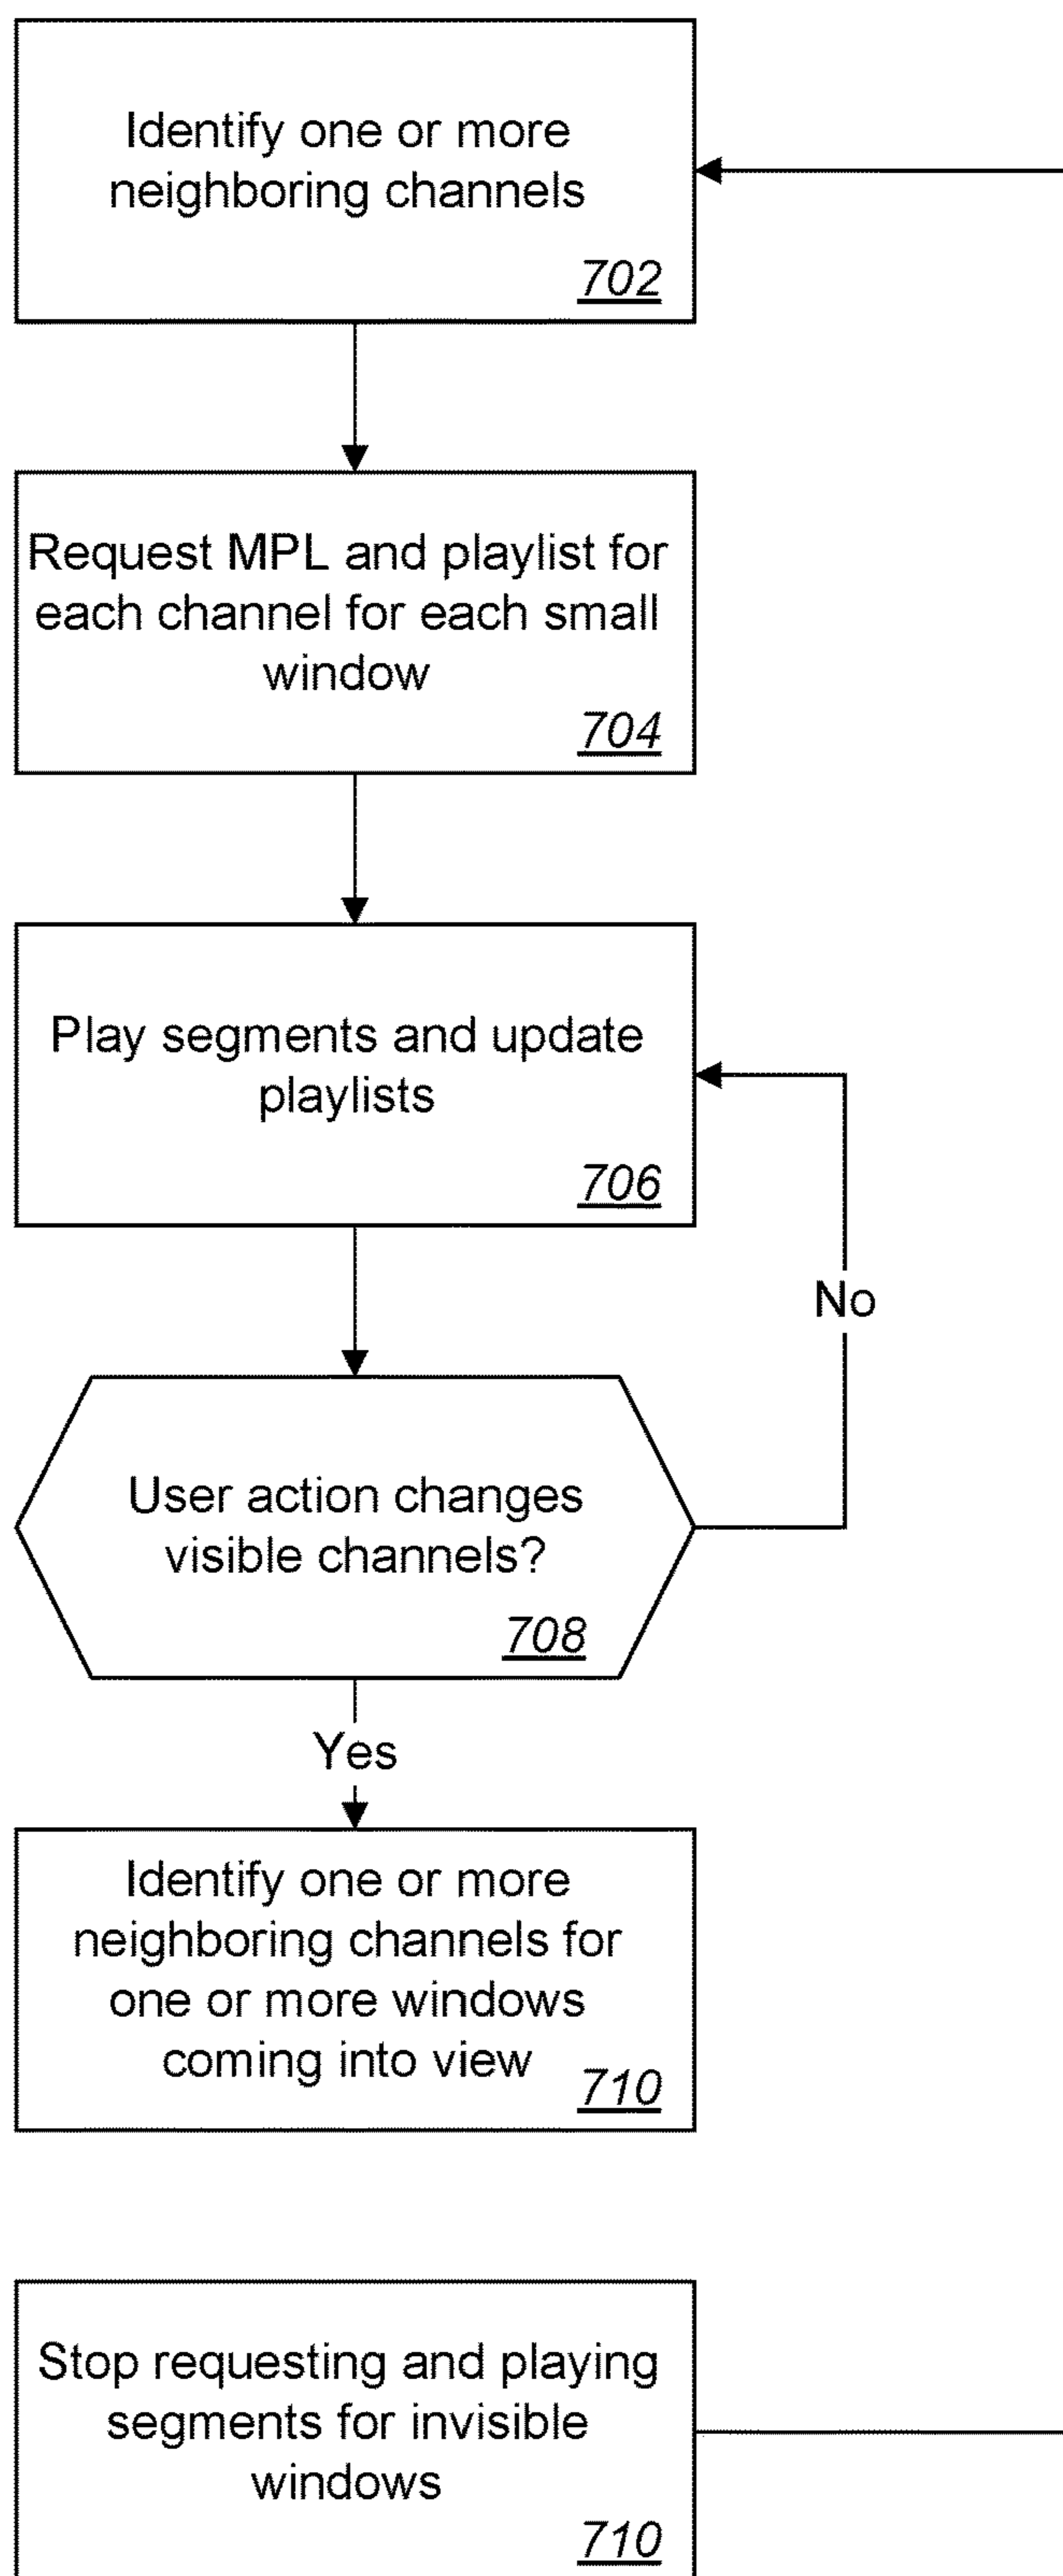 Identify one or more
neighboring channels
702
Request MPL and playlist for
each channel for each small
window
704
Play segments and update
playlists
706
No
User action changes
visible channels?
708
Yes
Identify one or more
neighboring channels for
one or more windows
coming into view
710
Stop requesting and playing
segments for invisible
windows
710